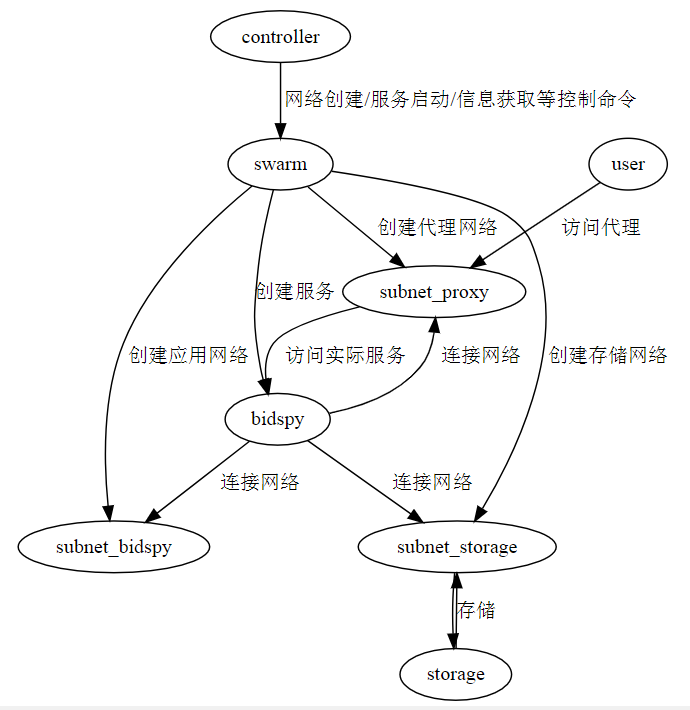 controller
网络创建/服务启动/信息获取等控制命令
swarm
user
创建代理网络
访问代理
创建服务
subnet_proxy
创建应用网络
访问实际服务
连接网络
创建存储网络
bidspy
连接网络
连接网络
subnet_bidspy
subnet_storage
存储
storage